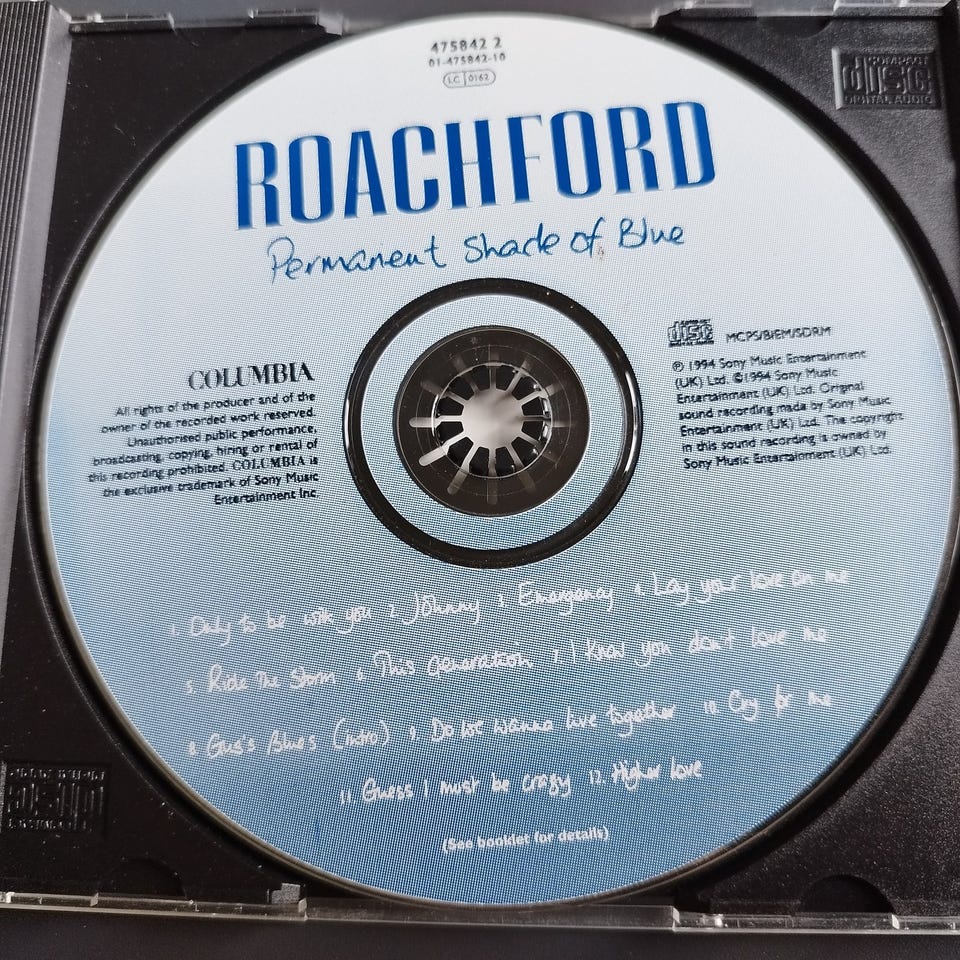 475842 2
01-475842-10
LC 0162
COMPACT
disc
DIGITAL AUDIO
ROACHFORD
Permanent Shade of Blue
COLUMBIA
All rights of the producer and of the
owner of the recorded work reserved.
Unauthorised public performance,
broadcasting, copying, hiring or rental of
this recording prohibited. COLUMBIA is
the exclusive trademark of Sony Music
Entertainment Inc.
disc MCPS/BIEM/SDRM
℗ 1994 Sony Music Entertainment
(UK) Ltd. ©1994 Sony Music
Entertainment (UK) Ltd. Original
sound recording made by Sony Music
Entertainment (UK) Ltd. The copyright
in this sound recording is owned by
Sony Music Entertainment (UK) Ltd.
1. Only to be with you 2. Johnny 3. Emergency 4. Lay your love on me
5. Ride The Storm 6. This generation 7. I Know you don't love me
8. Gus's Blues (intro) 9. Do we wanna live together 10. Cry for me
11. Guess I must be crazy 12. Higher love
(See booklet for details)